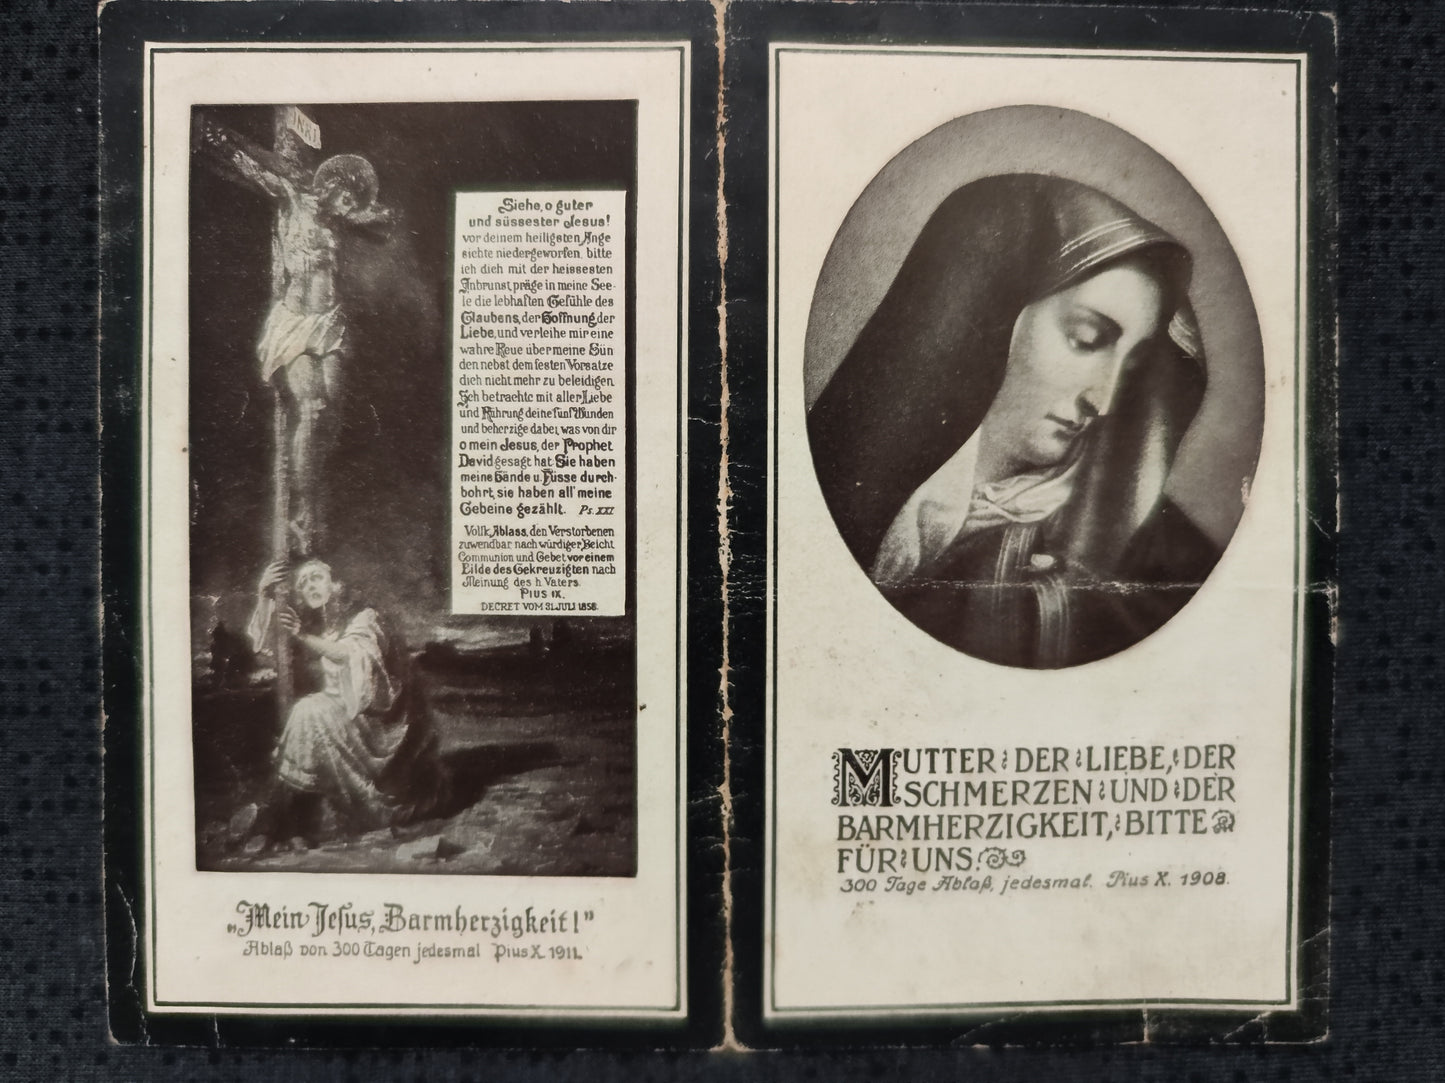 INRI
Siehe, o guter
und süssester Jesus!
vor deinem heiligsten Ange
sichte niedergeworfen, bitte
ich dich mit der heissesten
Inbrunst, präge in meine See-
le die lebhaften Gefühle des
Glaubens, der Hoffnung, der
Liebe, und verleihe mir eine
wahre Reue über meine Sün
den nebst dem festen Vorsatze
dich nicht mehr zu beleidigen.
Ich betrachte mit aller Liebe
und Rührung deine fünf Wunden
und beherzige dabei, was von dir
o mein Jesus, der Prophet
David gesagt hat: Sie haben
meine Hände u. Füsse durch-
bohrt, sie haben all' meine
Gebeine gezählt. Ps. XXI
Vollk. Ablass, den Verstorbenen
zuwendbar nach würdiger Beicht
Communion und Gebet vor einem
Bilde des Gekreuzigten nach
Meinung des h. Vaters.
PIUS IX.
DECRET VOM 31. JULI 1858.
„Mein Jesus, Barmherzigkeit!”
Ablaß von 300 Tagen jedesmal Pius X. 1911.
MUTTER DER LIEBE, DER
SCHMERZEN UND DER
BARMHERZIGKEIT, BITTE
FÜR UNS!
300 Tage Ablaß, jedesmal. Pius X. 1908.